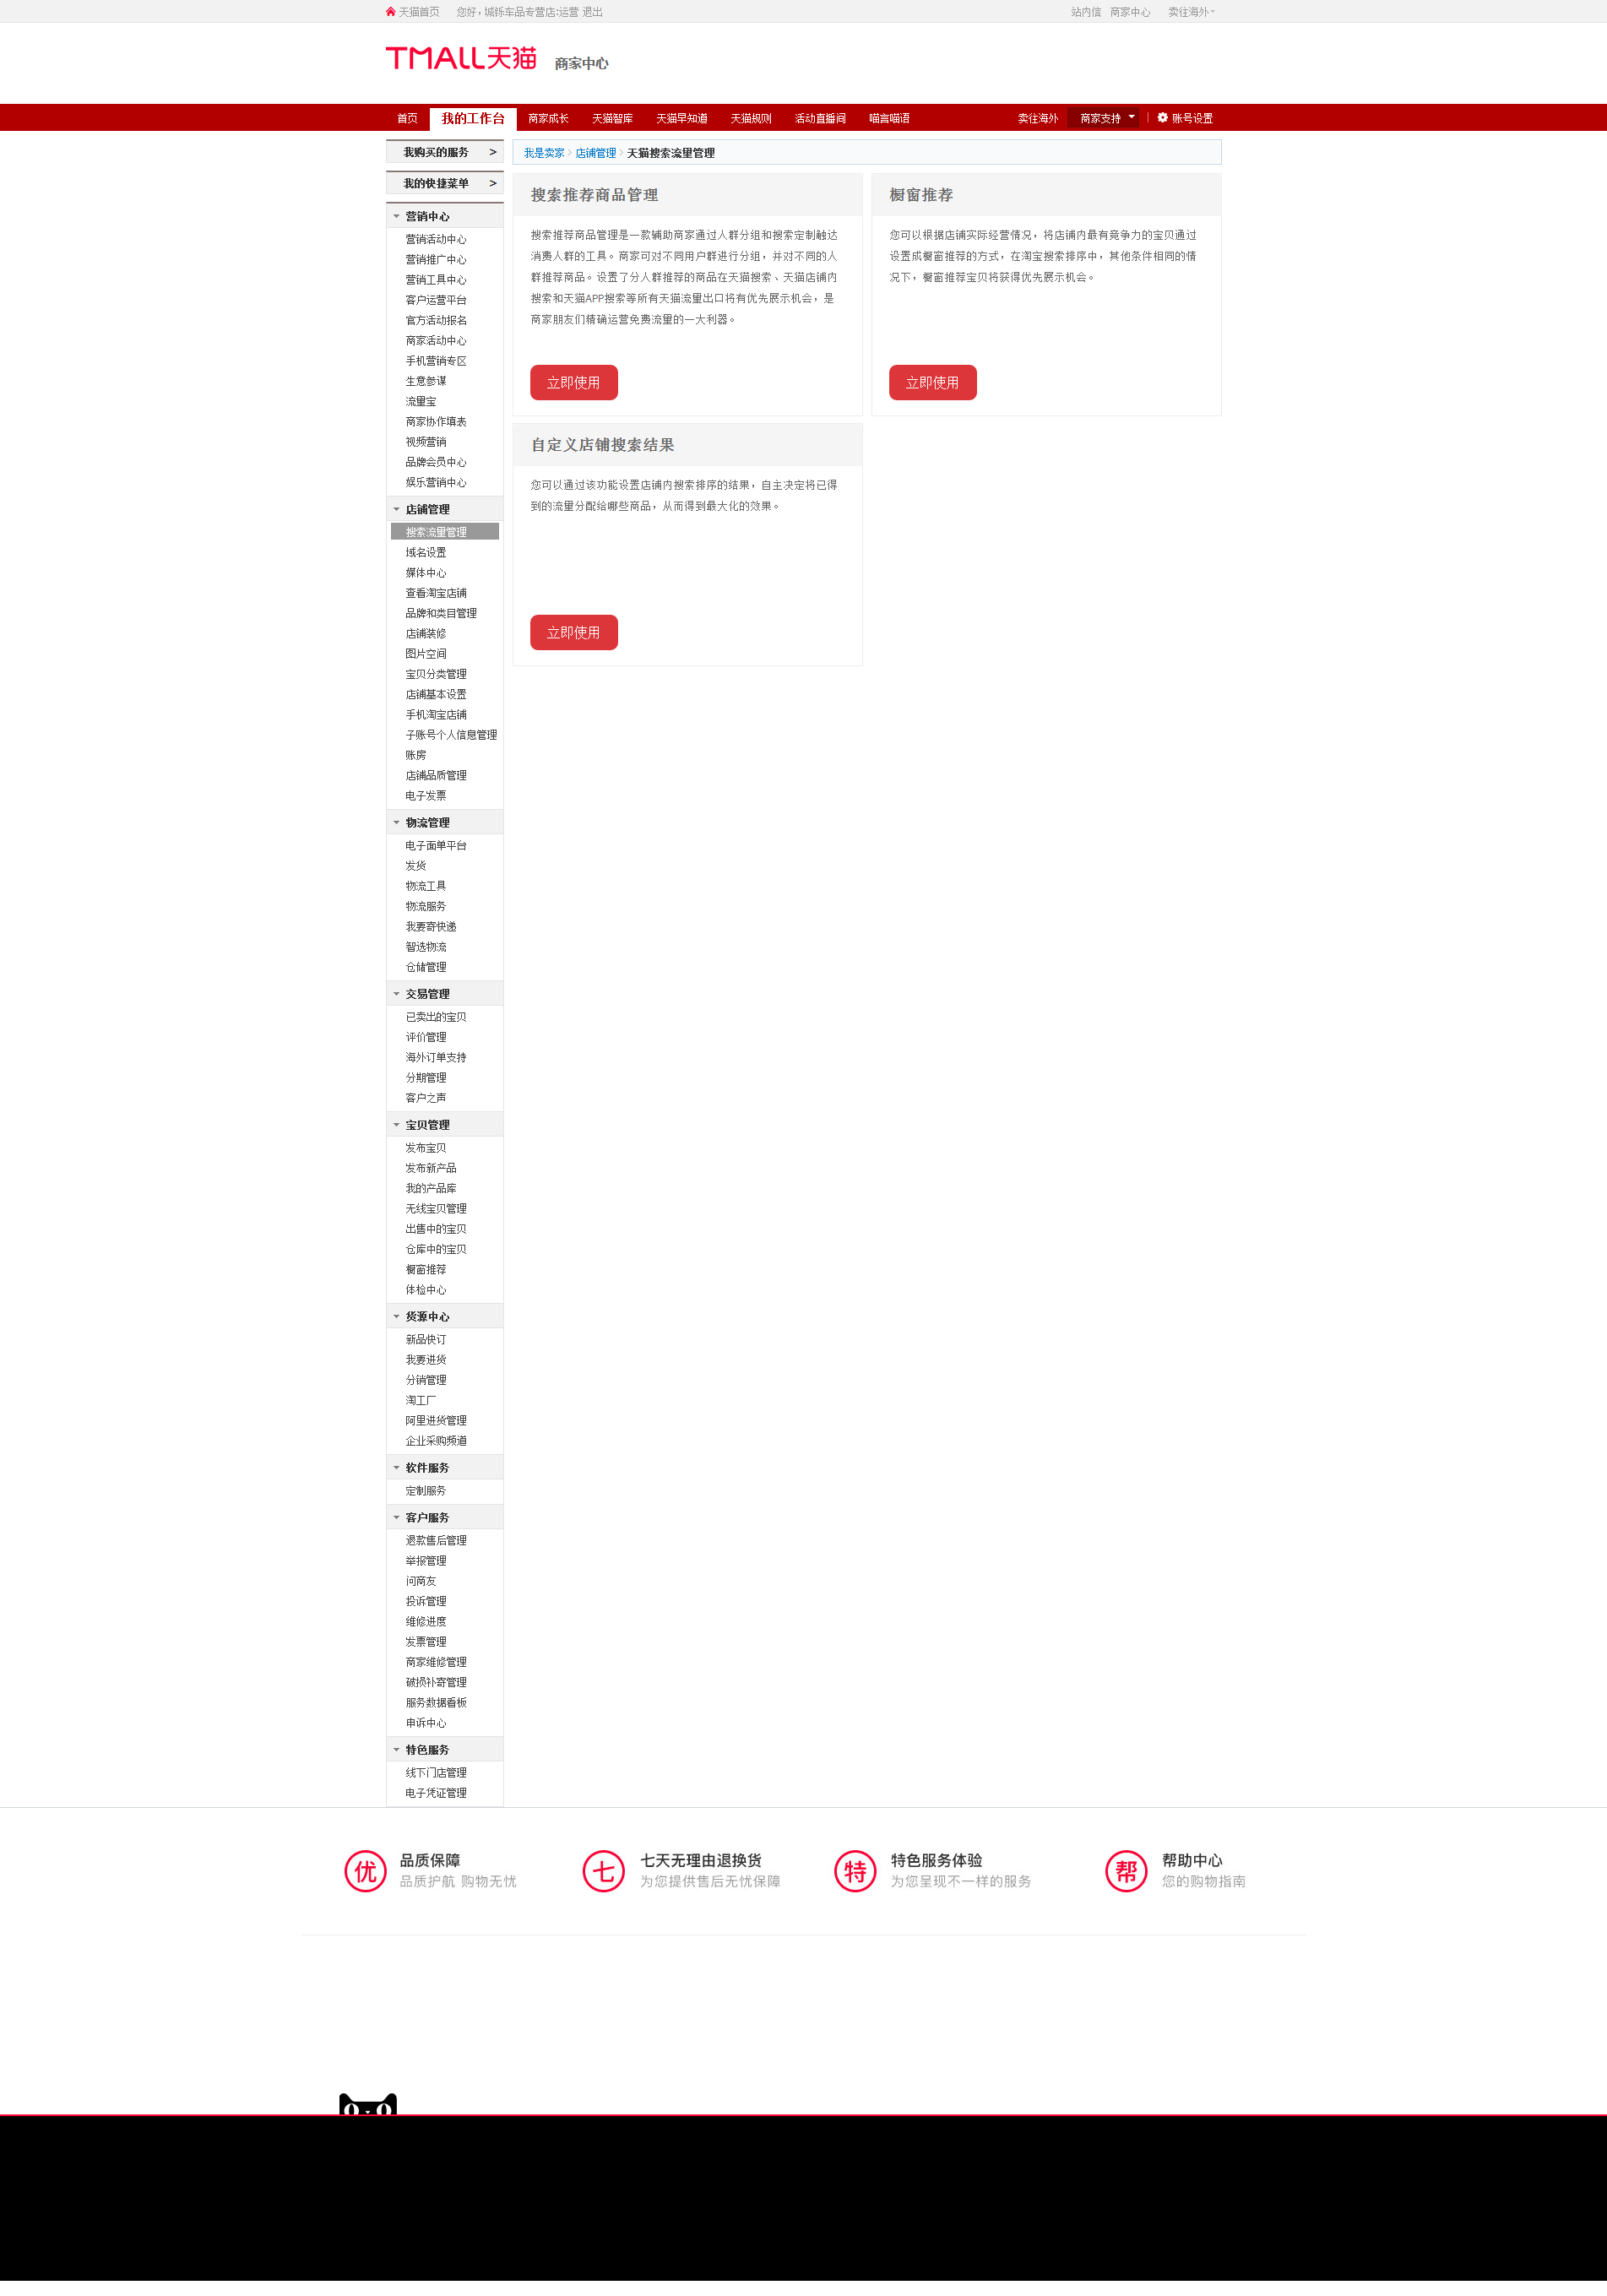 天猫首页 您好，城铄车品专营店:运营 退出 站内信 商家中心 卖往海外
TMALL天猫 商家中心
首页 我的工作台 商家成长 天猫智库 天猫早知道 天猫规则 活动直播间 喵言喵语 卖往海外 商家支持 账号设置
我购买的服务 >
我的快捷菜单 >
营销中心
营销活动中心
营销推广中心
营销工具中心
客户运营平台
官方活动报名
商家活动中心
手机营销专区
生意参谋
流量宝
商家协作填表
视频营销
品牌会员中心
娱乐营销中心
店铺管理
搜索流量管理
域名设置
媒体中心
查看淘宝店铺
品牌和类目管理
店铺装修
图片空间
宝贝分类管理
店铺基本设置
手机淘宝店铺
子账号个人信息管理
账房
店铺品质管理
电子发票
物流管理
电子面单平台
发货
物流工具
物流服务
我要寄快递
智选物流
仓储管理
交易管理
已卖出的宝贝
评价管理
海外订单支持
分期管理
客户之声
宝贝管理
发布宝贝
发布新产品
我的产品库
无线宝贝管理
出售中的宝贝
仓库中的宝贝
橱窗推荐
体检中心
货源中心
新品快订
我要进货
分销管理
淘工厂
阿里进货管理
企业采购频道
软件服务
定制服务
客户服务
退款售后管理
举报管理
问商友
投诉管理
维修进度
发票管理
商家维修管理
破损补寄管理
服务数据看板
申诉中心
特色服务
线下门店管理
电子凭证管理
我是卖家 > 店铺管理 > 天猫搜索流量管理
搜索推荐商品管理
搜索推荐商品管理是一款辅助商家通过人群分组和搜索定制触达
消费人群的工具。商家可对不同用户群进行分组，并对不同的人
群推荐商品。设置了分人群推荐的商品在天猫搜索、天猫店铺内
搜索和天猫APP搜索等所有天猫流量出口将有优先展示机会，是
商家朋友们精确运营免费流量的一大利器。
立即使用
橱窗推荐
您可以根据店铺实际经营情况，将店铺内最有竞争力的宝贝通过
设置成橱窗推荐的方式，在淘宝搜索排序中，其他条件相同的情
况下，橱窗推荐宝贝将获得优先展示机会。
立即使用
自定义店铺搜索结果
您可以通过该功能设置店铺内搜索排序的结果，自主决定将已得
到的流量分配给哪些商品，从而得到最大化的效果。
立即使用
优 品质保障
品质护航 购物无忧
七 七天无理由退换货
为您提供售后无忧保障
特 特色服务体验
为您呈现不一样的服务
帮 帮助中心
您的购物指南